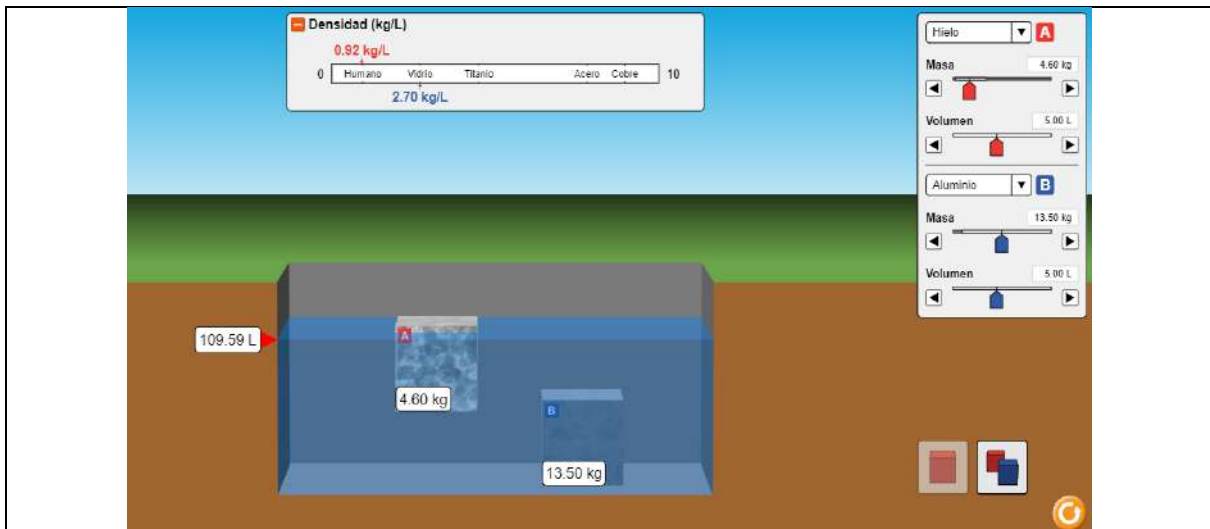 Densidad (kg/L)
0.92 kg/L
0 Humano Vidrio Titanio Acero Cobre 10
2.70 kg/L
Hielo A
Masa 4.60 kg
Volumen 5.00 L
Aluminio B
Masa 13.50 kg
Volumen 5.00 L
109.59 L
A
4.60 kg
B
13.50 kg